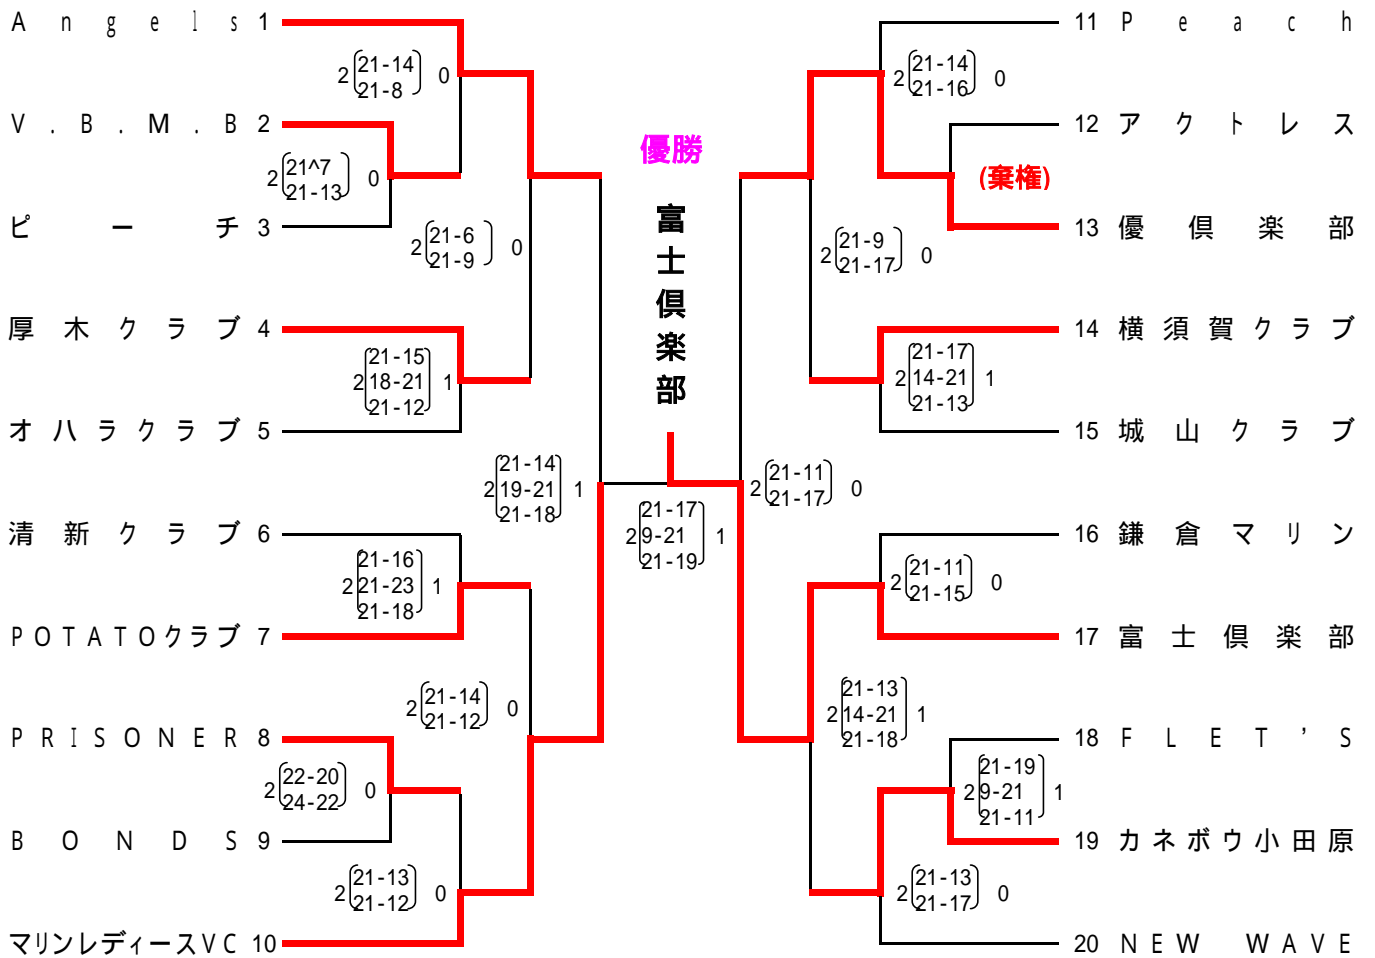 Angels 1
V.B.M.B 2
ピーチ 3
厚木クラブ 4
オハラクラブ 5
清新クラブ 6
POTATOクラブ 7
PRISONER 8
BONDS 9
マリンレディースVC 10
2 21-14 0
21-8
2 21^7 0
21-13
2 21-6 0
21-9
21-15
2 18-21 1
21-12
21-14
2 19-21 1
21-18
21-16
2 21-23 1
21-18
2 21-14 0
21-12
2 22-20 0
24-22
2 21-13 0
21-12
優勝
富士倶楽部
21-17
2 9-21 1
21-19
2 21-14 0
21-16
(棄権)
2 21-9 0
21-17
21-17
2 14-21 1
21-13
2 21-11 0
21-17
2 21-11 0
21-15
21-13
2 14-21 1
21-18
21-19
2 9-21 1
21-11
2 21-13 0
21-17
11 Peach
12 アクトレス
13 優倶楽部
14 横須賀クラブ
15 城山クラブ
16 鎌倉マリン
17 富士倶楽部
18 FLET'S
19 カネボウ小田原
20 NEW WAVE